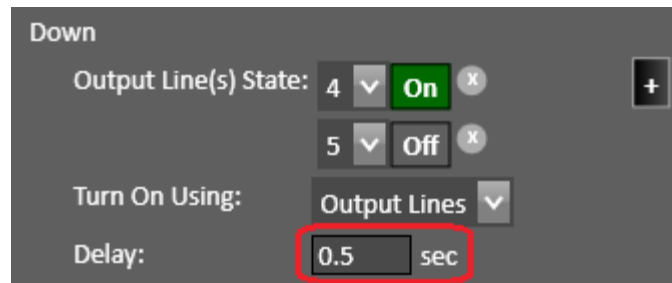 Down
Output Line(s) State: 4 On x +
5 Off x
Turn On Using: Output Lines
Delay: 0.5 sec